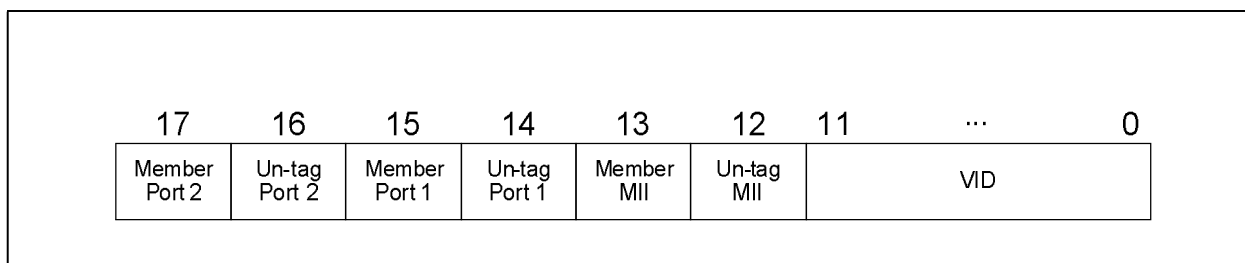 17 16 15 14 13 12 11 ... 0
Member Un-tag Member Un-tag Member Un-tag VID
Port 2 Port 2 Port 1 Port 1 MII MII